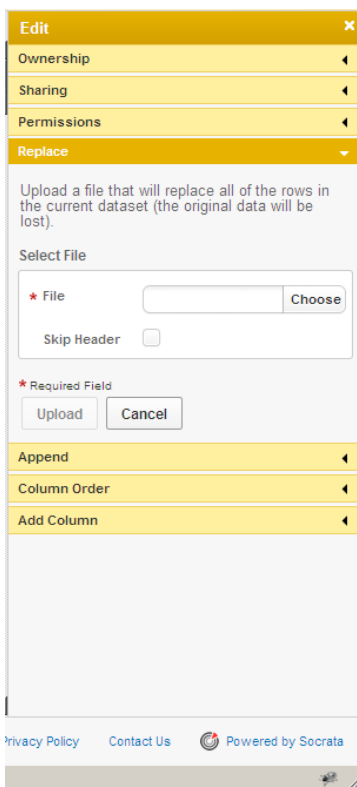 Edit
Ownership
Sharing
Permissions
Replace
Upload a file that will replace all of the rows in
the current dataset (the original data will be
lost).
Select File
* File Choose
Skip Header
* Required Field
Upload Cancel
Append
Column Order
Add Column
Privacy Policy Contact Us Powered by Socrata